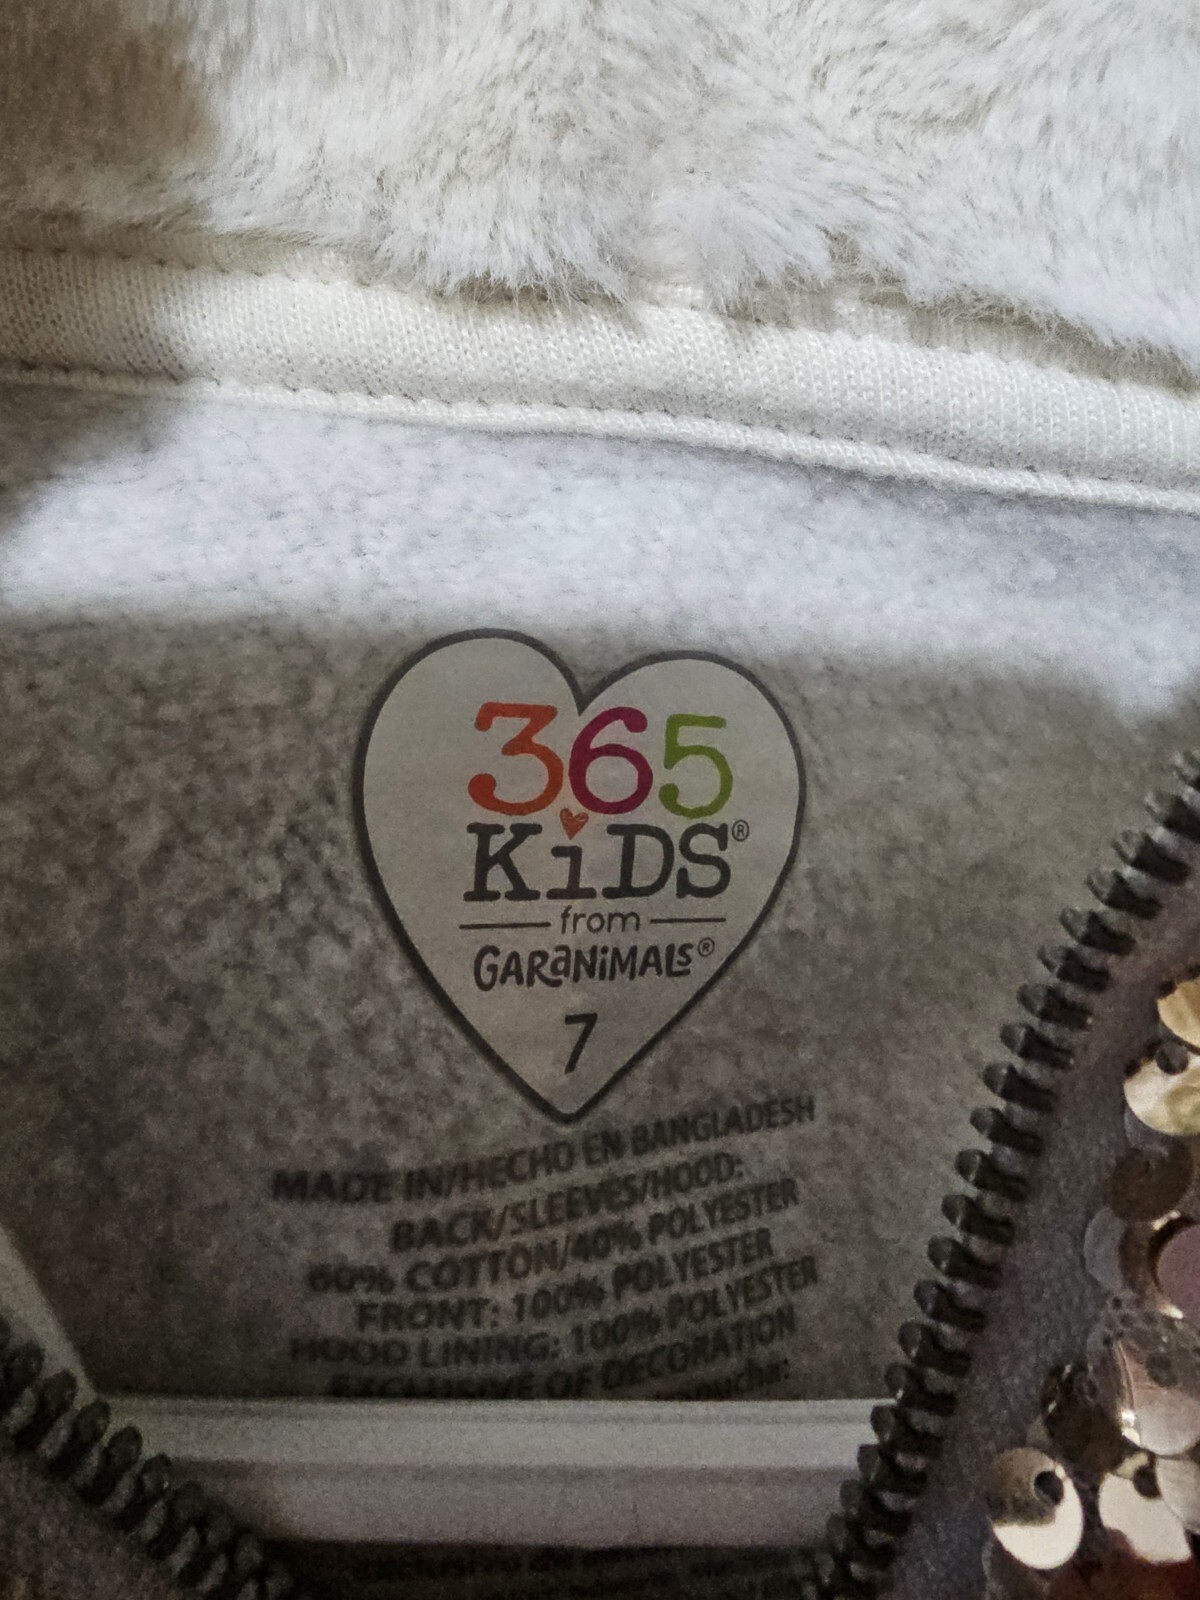 365
KiDS®
from
GARaNiMALs®
7
MADE IN/HECHO EN BANGLADESH
BACK/SLEEVES/HOOD:
60% COTTON/40% POLYESTER
FRONT: 100% POLYESTER
HOOD LINING: 100% POLYESTER
EXCLUSIVE OF DECORATION